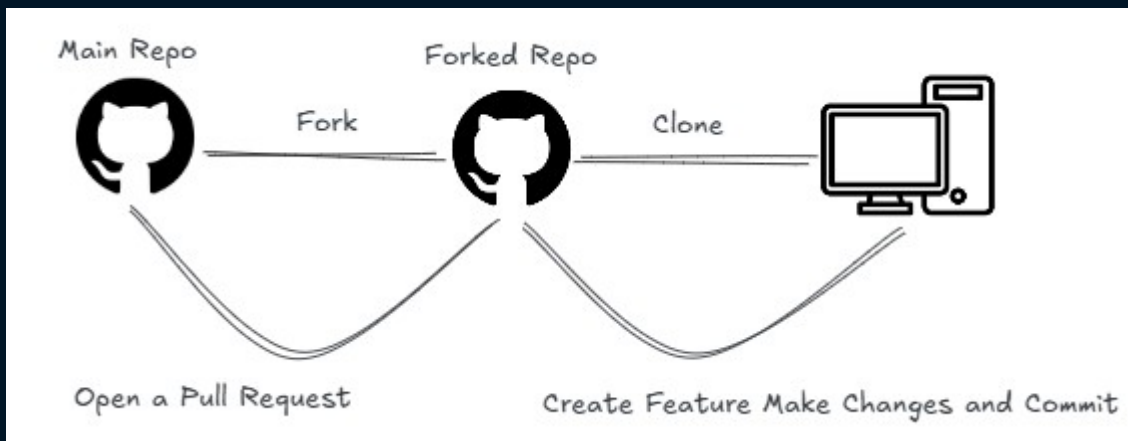 Main Repo
Forked Repo
Fork
Clone
Open a Pull Request
Create Feature Make Changes and Commit